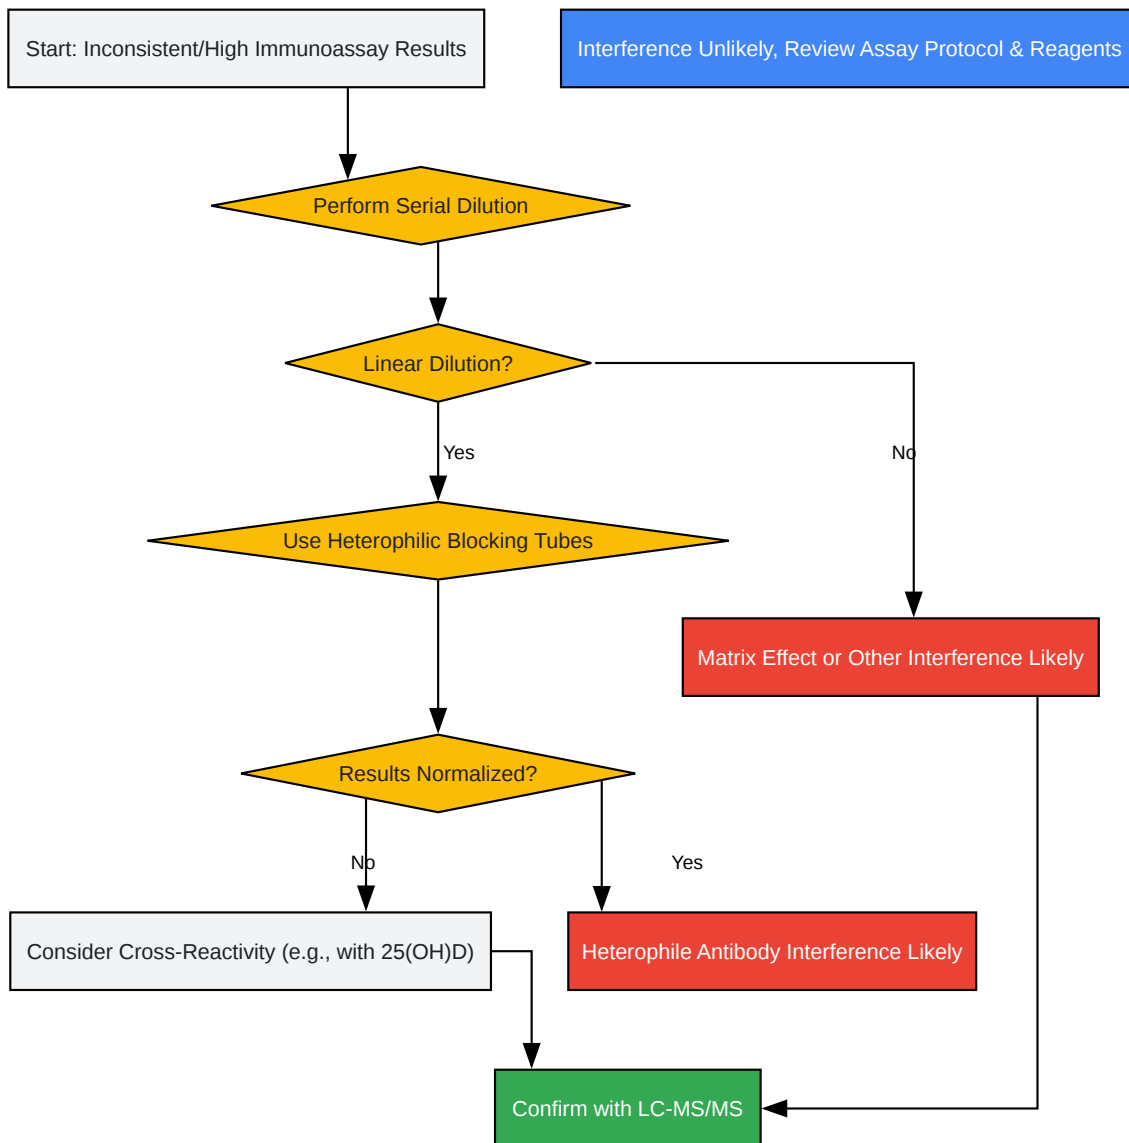 Start: Inconsistent/High Immunoassay Results
Interference Unlikely, Review Assay Protocol & Reagents
Perform Serial Dilution
Linear Dilution?
Yes
No
Use Heterophilic Blocking Tubes
Matrix Effect or Other Interference Likely
Results Normalized?
No
Yes
Consider Cross-Reactivity (e.g., with 25(OH)D)
Heterophile Antibody Interference Likely
Confirm with LC-MS/MS